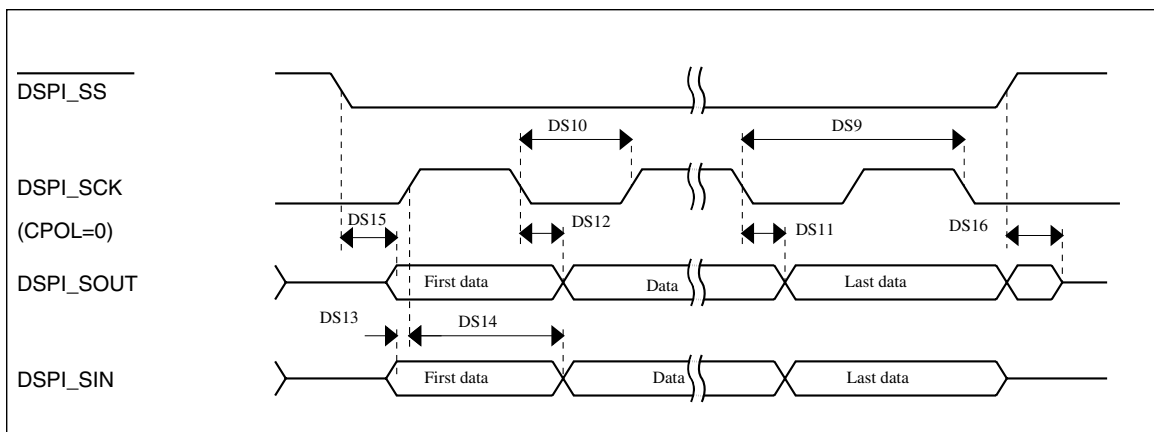 DSPI_SS
DS10
DS9
DSPI_SCK
(CPOL=0)
DS15
DS12
DS11
DS16
DSPI_SOUT
First data
Data
Last data
DS13
DS14
DSPI_SIN
First data
Data
Last data